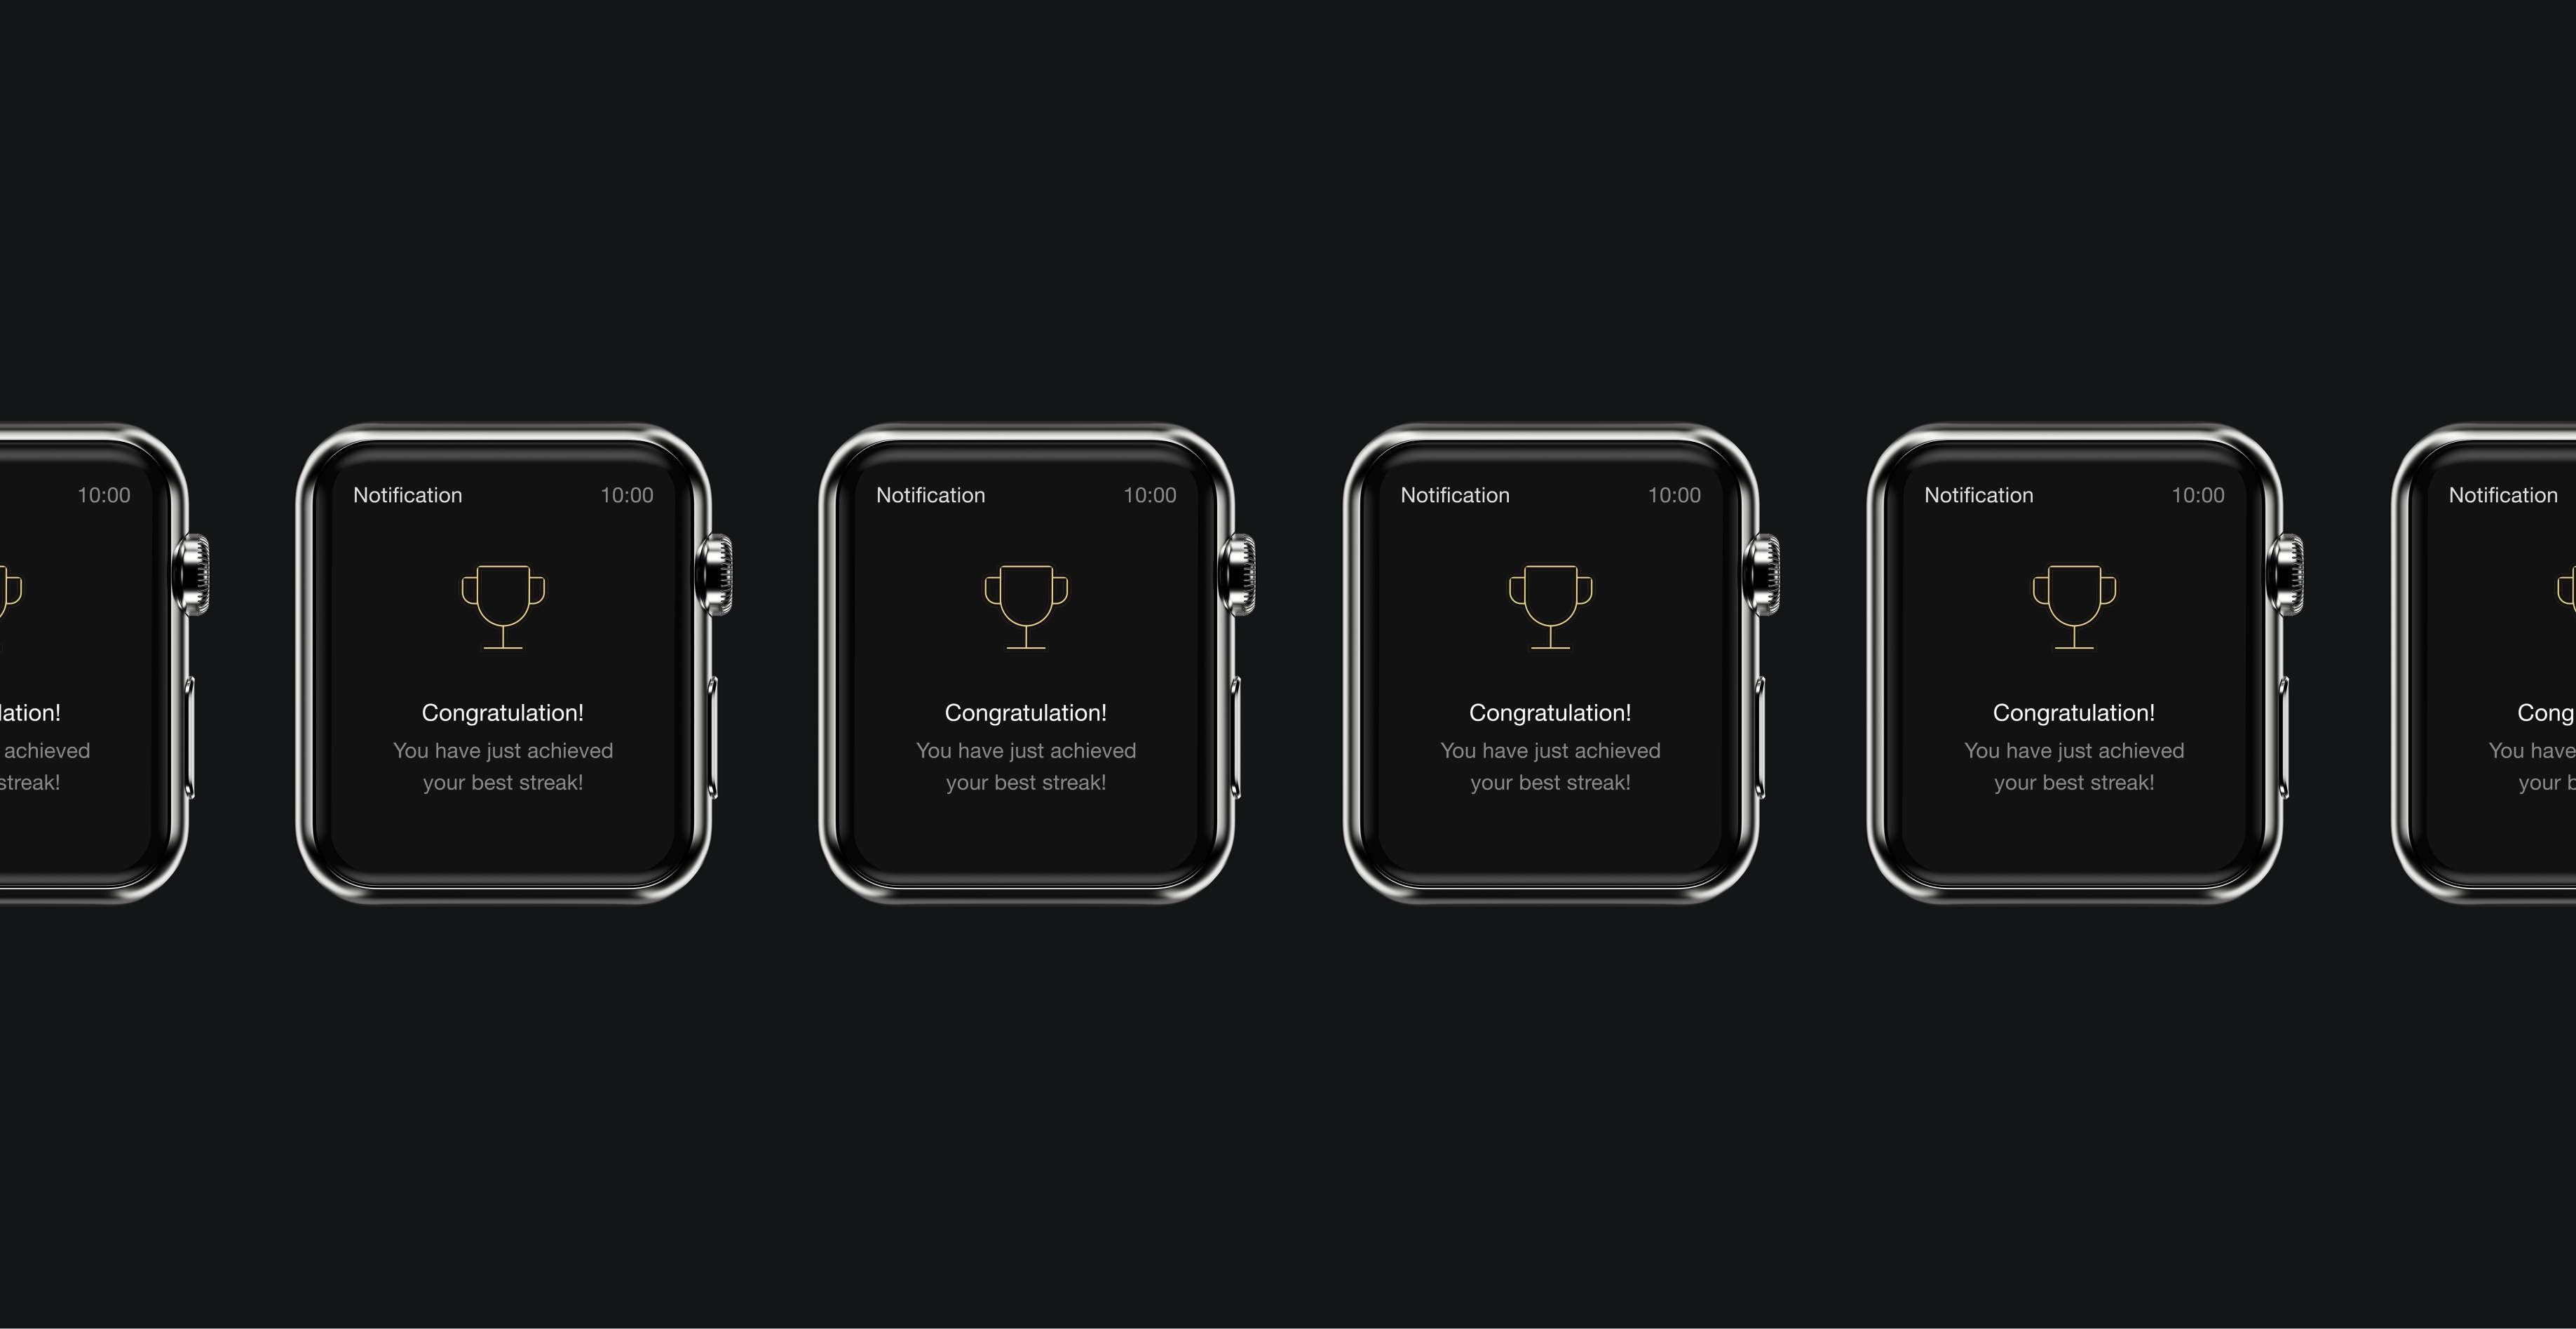 10:00
lation!
achieved
streak!
Notification 10:00
Congratulation!
You have just achieved
your best streak!
Notification 10:00
Congratulation!
You have just achieved
your best streak!
Notification 10:00
Congratulation!
You have just achieved
your best streak!
Notification 10:00
Congratulation!
You have just achieved
your best streak!
Notification
Cong
You have
your b